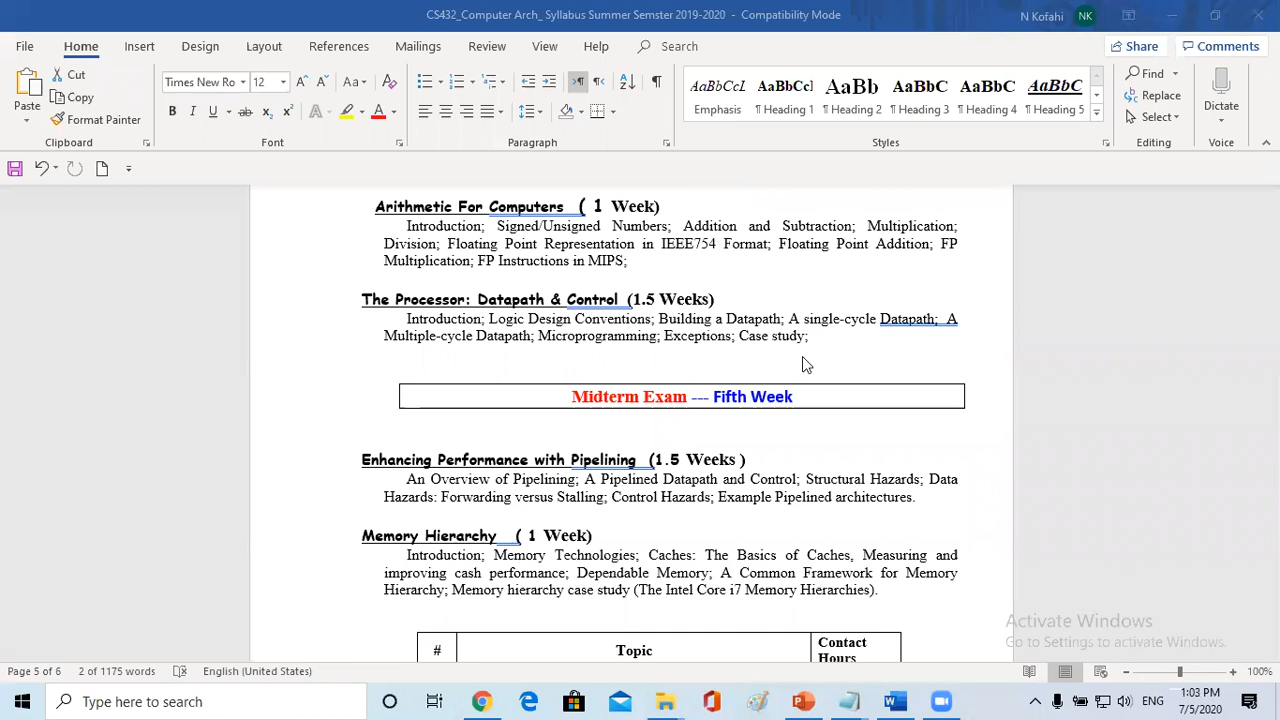 CS432_Computer Arch_ Syllabus Summer Semster 2019-2020 - Compatibility Mode
N Kofahi NK
File Home Insert Design Layout References Mailings Review View Help Search Share Comments
Paste Cut Copy Format Painter
Times New Ro 12 A A Aa A
B I U ab x₂ x² A A
AaBbCcL AaBbCcl AaBb AaBbC AaBbC AaBbC
Emphasis ¶ Heading 1 ¶ Heading 2 ¶ Heading 3 ¶ Heading 4 ¶ Heading 5
Find Replace Select Dictate
Clipboard Font Paragraph Styles Editing Voice
Arithmetic For Computers ( 1 Week)
Introduction; Signed/Unsigned Numbers; Addition and Subtraction; Multiplication;
Division; Floating Point Representation in IEEE754 Format; Floating Point Addition; FP
Multiplication; FP Instructions in MIPS;
The Processor: Datapath & Control (1.5 Weeks)
Introduction; Logic Design Conventions; Building a Datapath; A single-cycle Datapath; A
Multiple-cycle Datapath; Microprogramming; Exceptions; Case study;
Midterm Exam --- Fifth Week
Enhancing Performance with Pipelining (1.5 Weeks )
An Overview of Pipelining; A Pipelined Datapath and Control; Structural Hazards; Data
Hazards: Forwarding versus Stalling; Control Hazards; Example Pipelined architectures.
Memory Hierarchy ( 1 Week)
Introduction; Memory Technologies; Caches: The Basics of Caches, Measuring and
improving cash performance; Dependable Memory; A Common Framework for Memory
Hierarchy; Memory hierarchy case study (The Intel Core i7 Memory Hierarchies).
# Topic Contact
Hours
Activate Windows
Go to Settings to activate Windows.
Page 5 of 6 2 of 1175 words English (United States) 100%
Type here to search ENG 1:03 PM
7/5/2020